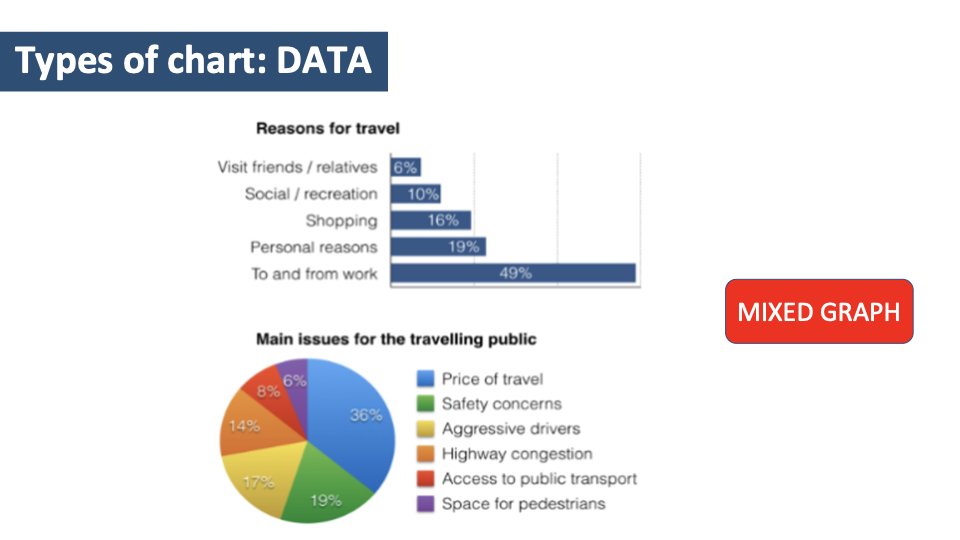 Types of chart: DATA
Reasons for travel
Visit friends / relatives 6%
Social / recreation 10%
Shopping 16%
Personal reasons 19%
To and from work 49%
MIXED GRAPH
Main issues for the travelling public
36%
19%
17%
14%
8%
6%
Price of travel
Safety concerns
Aggressive drivers
Highway congestion
Access to public transport
Space for pedestrians